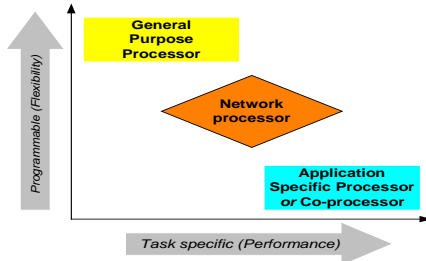 General
Purpose
Processor
Programmable (Flexibility)
Network
processor
Application
Specific Processor
or Co-processor
Task specific (Performance)